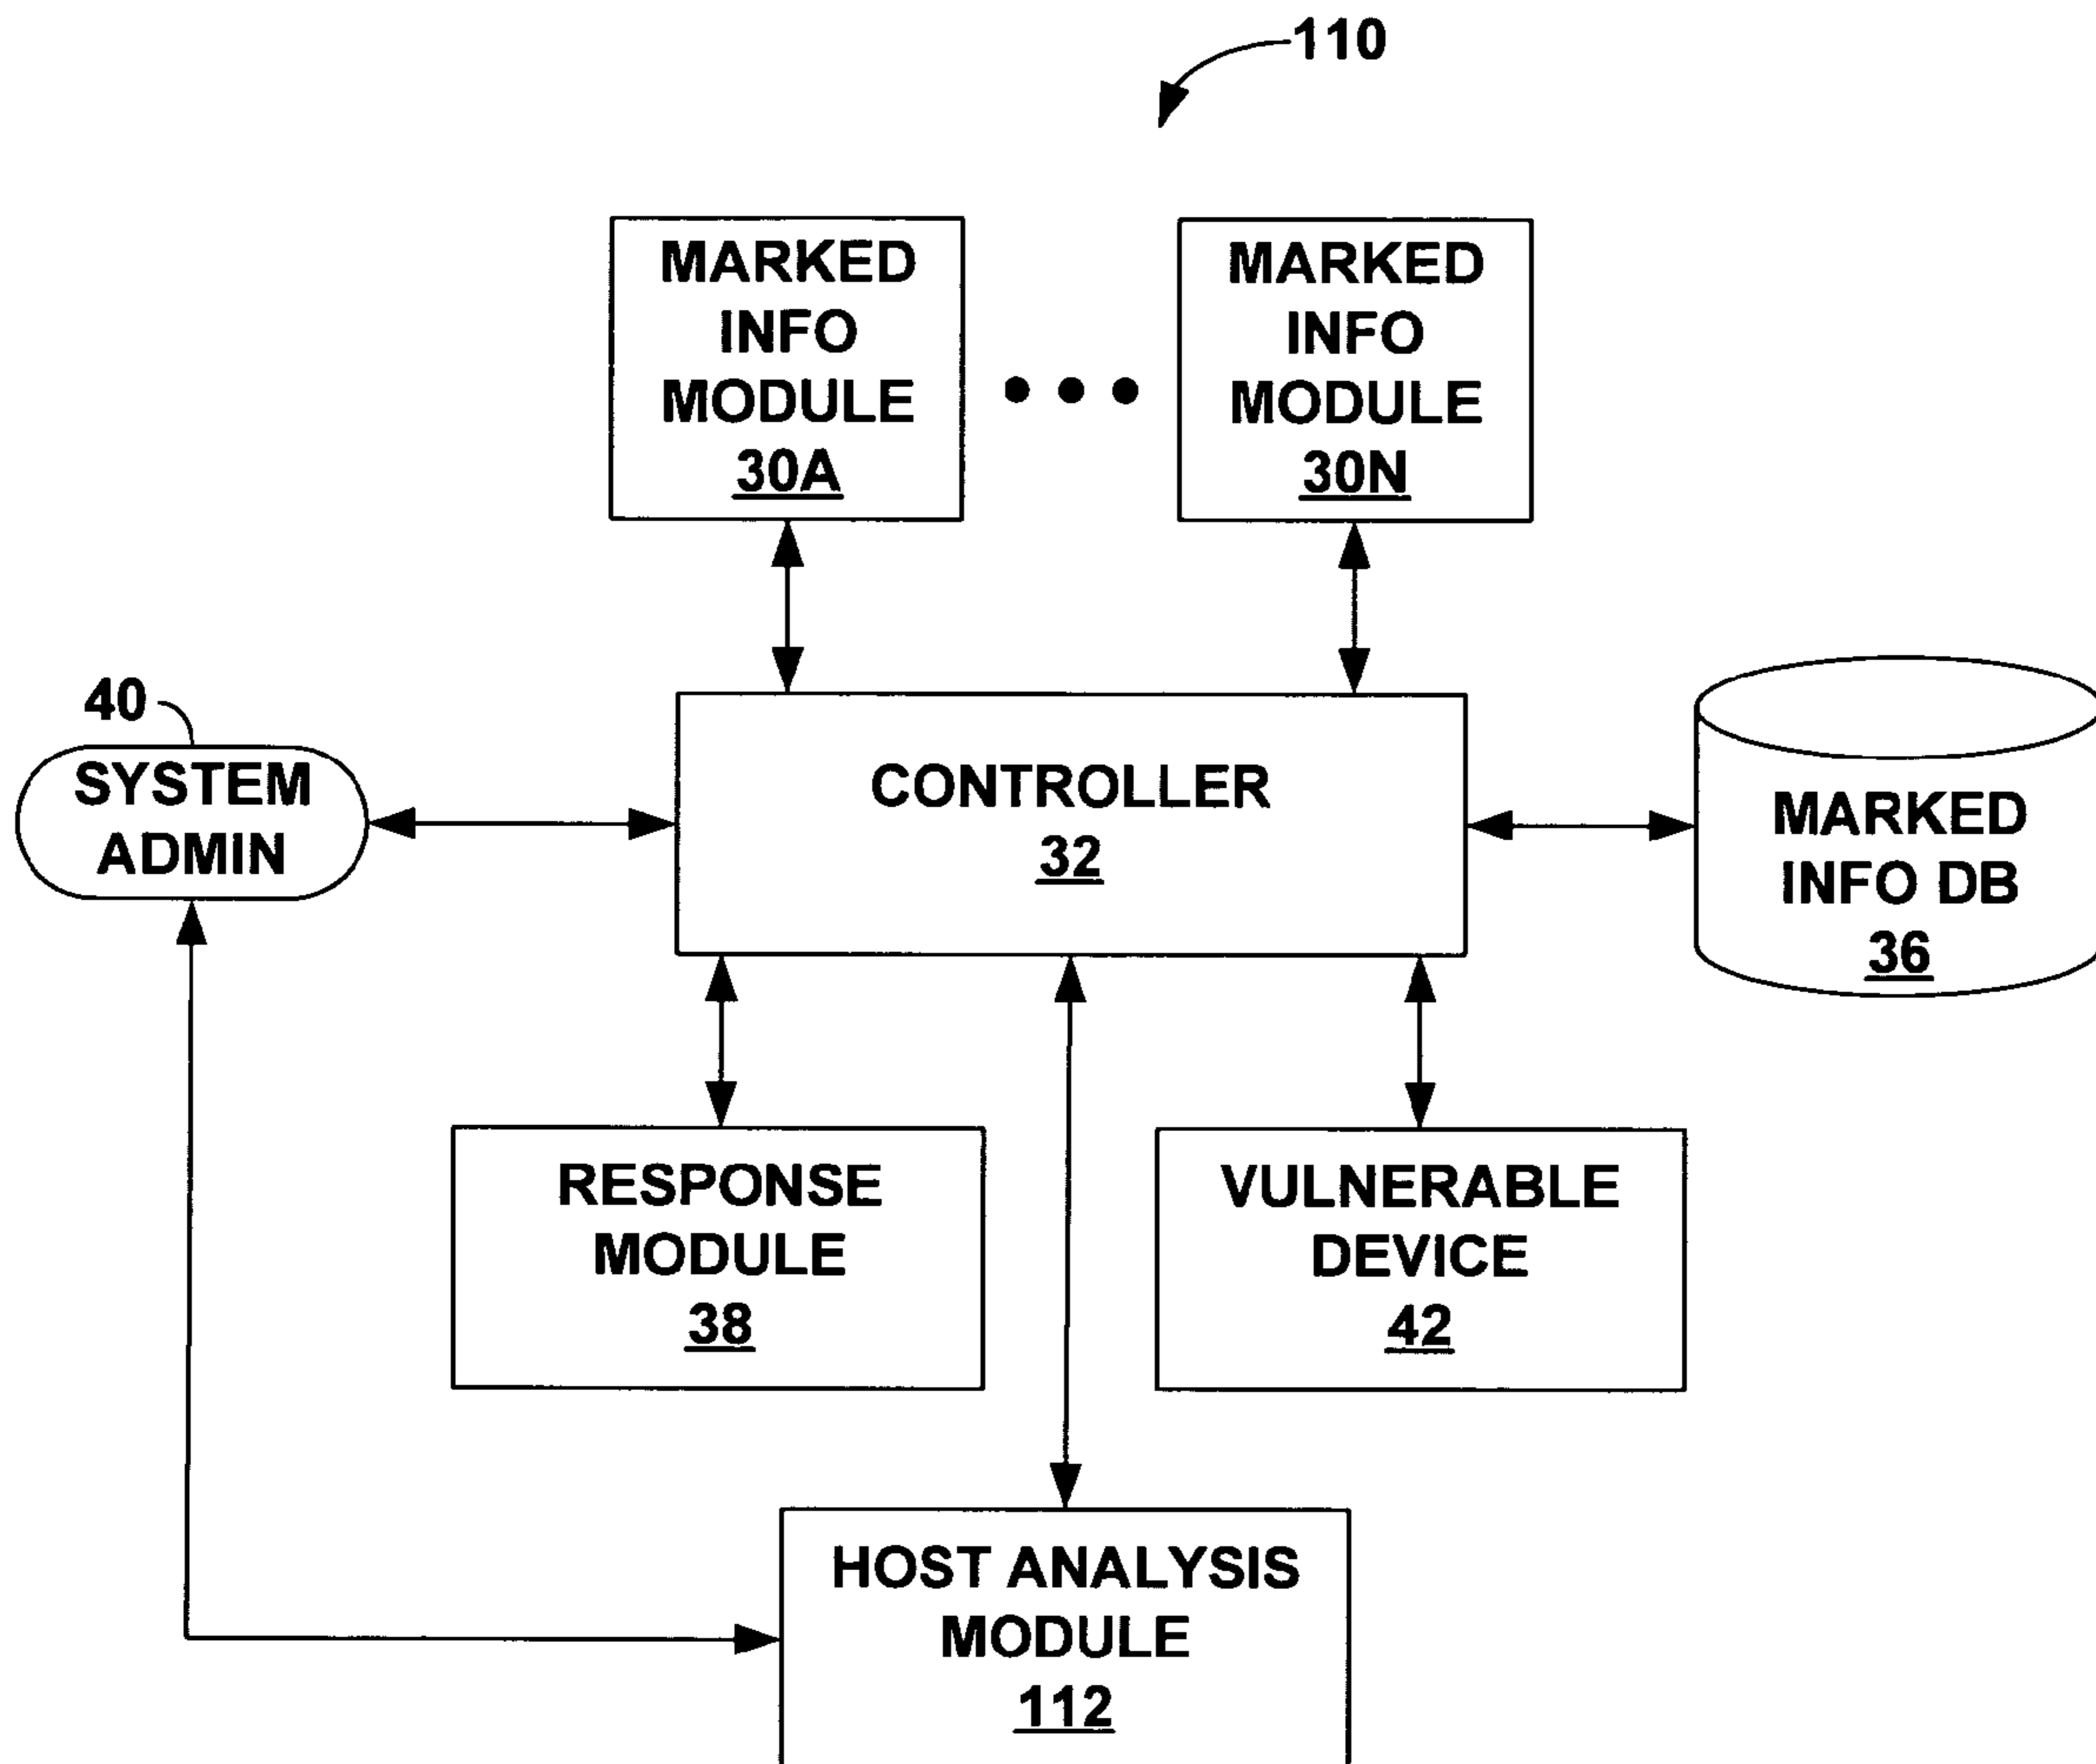 110
MARKED
INFO
MODULE
30A
MARKED
INFO
MODULE
30N
40
SYSTEM
ADMIN
CONTROLLER
32
MARKED
INFO DB
36
RESPONSE
MODULE
38
VULNERABLE
DEVICE
42
HOST ANALYSIS
MODULE
112